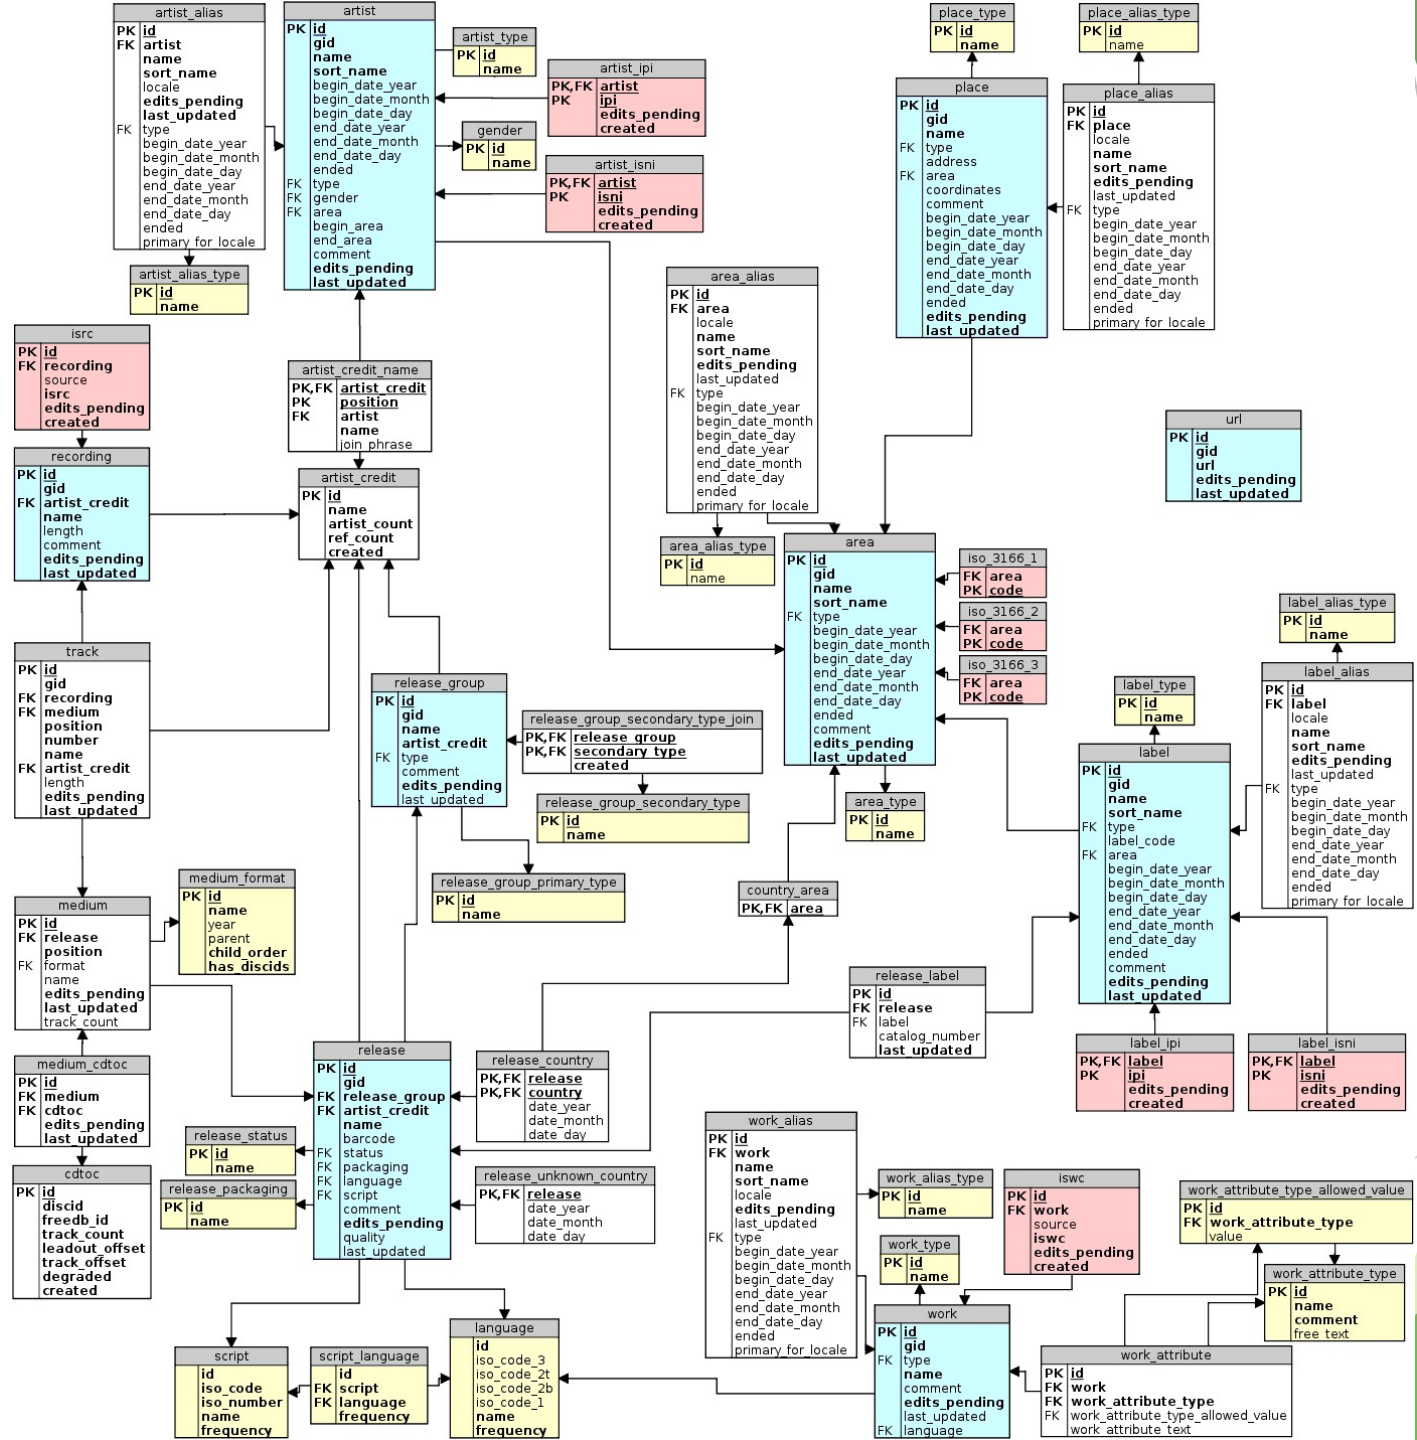 artist_alias
PK id
FK artist
name
sort_name
locale
edits_pending
last_updated
FK type
begin_date_year
begin_date_month
begin_date_day
end_date_year
end_date_month
end_date_day
ended
primary_for_locale
artist
PK id
gid
name
sort_name
begin_date_year
begin_date_month
begin_date_day
end_date_year
end_date_month
end_date_day
ended
FK type
FK gender
FK area
begin_area
end_area
comment
edits_pending
last_updated
artist_type
PK id
name
artist_ipi
PK,FK artist
PK ipi
edits_pending
created
gender
PK id
name
artist_isni
PK,FK artist
PK isni
edits_pending
created
place_type
PK id
name
place_alias_type
PK id
name
place
PK id
gid
name
FK type
address
FK area
coordinates
comment
begin_date_year
begin_date_month
begin_date_day
end_date_year
end_date_month
end_date_day
ended
edits_pending
last_updated
place_alias
PK id
FK place
locale
name
sort_name
edits_pending
last_updated
FK type
begin_date_year
begin_date_month
begin_date_day
end_date_year
end_date_month
end_date_day
ended
primary_for_locale
artist_alias_type
PK id
name
area_alias
PK id
FK area
locale
name
sort_name
edits_pending
last_updated
FK type
begin_date_year
begin_date_month
begin_date_day
end_date_year
end_date_month
end_date_day
ended
primary_for_locale
isrc
PK id
FK recording
source
isrc
edits_pending
created
artist_credit_name
PK,FK artist_credit
PK position
FK artist
name
join_phrase
url
PK id
gid
url
edits_pending
last_updated
recording
PK id
gid
FK artist_credit
name
length
comment
edits_pending
last_updated
artist_credit
PK id
name
artist_count
ref_count
created
area_alias_type
PK id
name
area
PK id
gid
name
sort_name
FK type
begin_date_year
begin_date_month
begin_date_day
end_date_year
end_date_month
end_date_day
ended
comment
edits_pending
last_updated
iso_3166_1
FK area
PK code
iso_3166_2
FK area
PK code
iso_3166_3
FK area
PK code
label_alias_type
PK id
name
track
PK id
gid
FK recording
FK medium
position
number
name
FK artist_credit
length
edits_pending
last_updated
release_group
PK id
gid
name
artist_credit
FK type
comment
edits_pending
last_updated
release_group_secondary_type_join
PK,FK release_group
PK,FK secondary_type
created
release_group_secondary_type
PK id
name
area_type
PK id
name
label_type
PK id
name
label_alias
PK id
FK label
locale
name
sort_name
edits_pending
last_updated
FK type
begin_date_year
begin_date_month
begin_date_day
end_date_year
end_date_month
end_date_day
ended
primary_for_locale
label
PK id
gid
name
sort_name
FK type
label_code
FK area
begin_date_year
begin_date_month
begin_date_day
end_date_year
end_date_month
end_date_day
ended
comment
edits_pending
last_updated
release_group_primary_type
PK id
name
country_area
PK,FK area
medium
PK id
FK release
position
FK format
name
edits_pending
last_updated
track_count
medium_format
PK id
name
year
parent
child_order
has_discids
release_label
PK id
FK release
FK label
catalog_number
last_updated
label_ipi
PK,FK label
PK ipi
edits_pending
created
label_isni
PK,FK label
PK isni
edits_pending
created
medium_cdtoc
PK id
FK medium
FK cdtoc
edits_pending
last_updated
release
PK id
gid
FK release_group
FK artist_credit
name
barcode
FK status
FK packaging
FK language
FK script
comment
edits_pending
quality
last_updated
release_country
PK,FK release
PK,FK country
date_year
date_month
date_day
release_status
PK id
name
release_packaging
PK id
name
release_unknown_country
PK,FK release
date_year
date_month
date_day
cdtoc
PK id
discid
freedb_id
track_count
leadout_offset
track_offset
degraded
created
work_alias
PK id
FK work
name
sort_name
locale
edits_pending
last_updated
FK type
begin_date_year
begin_date_month
begin_date_day
end_date_year
end_date_month
end_date_day
ended
primary_for_locale
work_alias_type
PK id
name
iswc
PK id
FK work
source
iswc
edits_pending
created
work_attribute_type_allowed_value
PK id
FK work_attribute_type
value
work_type
PK id
name
work_attribute_type
PK id
name
comment
free_text
work
PK id
gid
FK type
name
comment
edits_pending
last_updated
FK language
work_attribute
PK id
FK work
FK work_attribute_type
FK work_attribute_type_allowed_value
work_attribute_text
script
id
iso_code
iso_number
name
frequency
script_language
id
FK script
FK language
frequency
language
id
iso_code_3
iso_code_2t
iso_code_2b
iso_code_1
name
frequency